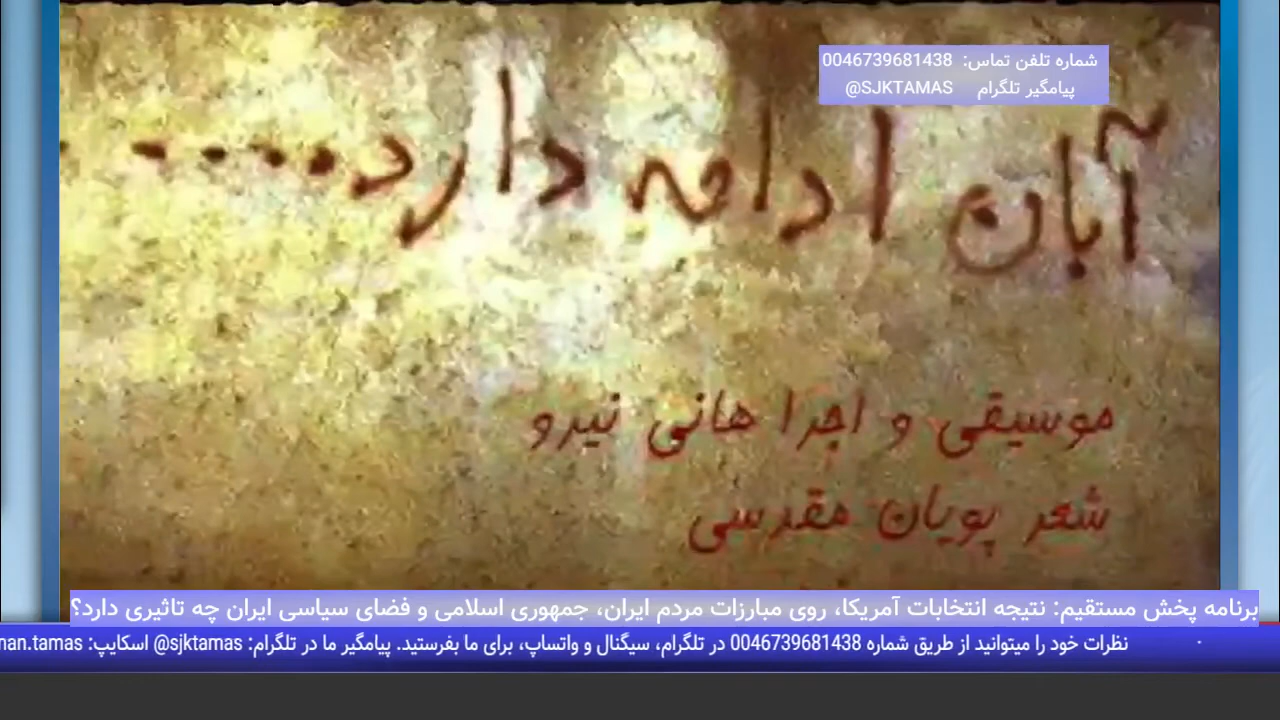 شماره تلفن تماس: 0046739681438
پیامگیر تلگرام @SJKTAMAS
آبان ادامه دارد.....
موسیقی و اجرا هانی نیرو
شعر پویان مقدسی
برنامه پخش مستقیم: نتیجه انتخابات آمریکا، روی مبارزات مردم ایران، جمهوری اسلامی و فضای سیاسی ایران چه تاثیری دارد؟
نظرات خود را میتوانید از طریق شماره 0046739681438 در تلگرام، سیگنال و واتساپ، برای ما بفرستید. پیامگیر ما در تلگرام: @sjktamas اسکایپ: nan.tamas